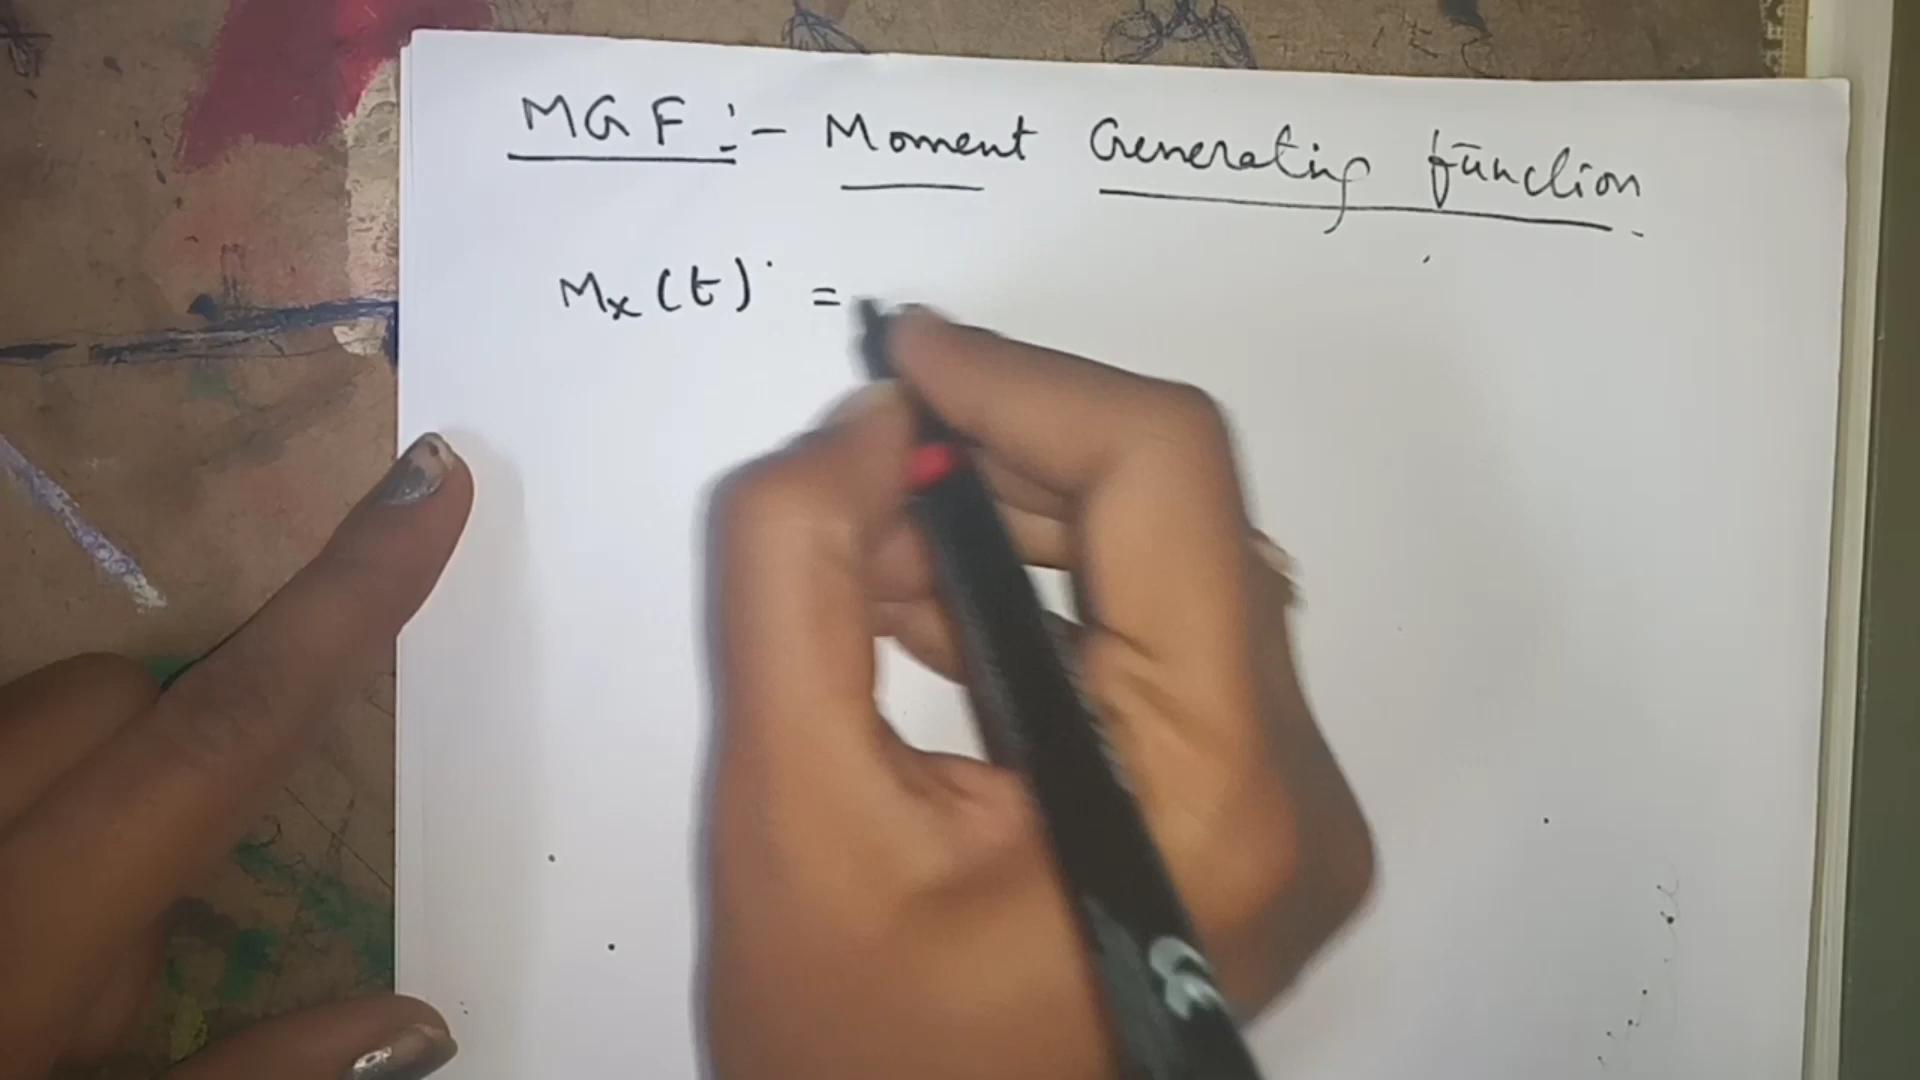 MGF :- Moment Generating function
Mx (t) =